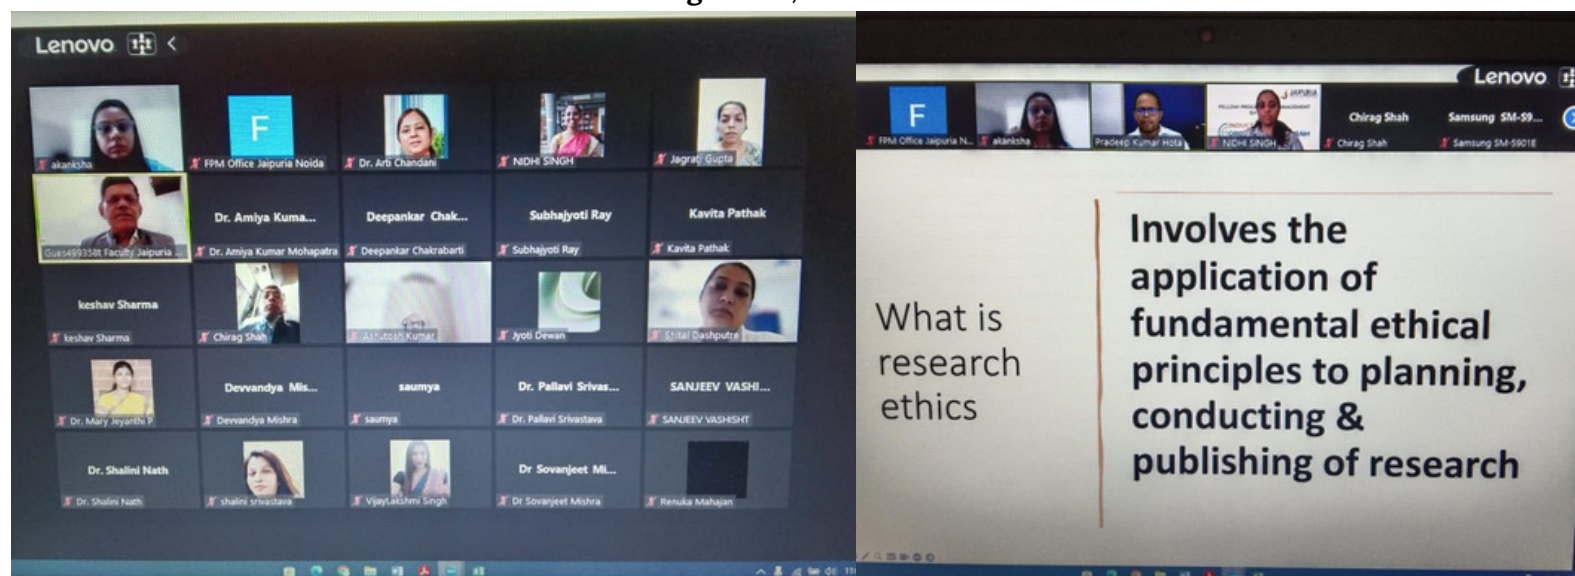 Lenovo
akanksha
F
FPM Office Jaipuria Noida
Dr. Arti Chandani
NIDHI SINGH
Jagrati Gupta
Faculty Jaipuria ...
Dr. Amiya Kuma...
Dr. Amiya Kumar Mohapatra
Deepankar Chak...
Deepankar Chakrabarti
Subhajyoti Ray
Subhajyoti Ray
Kavita Pathak
Kavita Pathak
keshav Sharma
keshav Sharma
Chirag Shah
Ashutosh Kumar
Jyoti Dewan
Shital Dashputre
Dr. Mary Jeyanthi P
Devvandya Mis...
Devvandya Mishra
saumya
saumya
Dr. Pallavi Srivas...
Dr. Pallavi Srivastava
SANJEEV VASHI...
SANJEEV VASHISHT
Dr. Shalini Nath
Dr. Shalini Nath
shalini srivastava
VijayLakshmi Singh
Dr Sovanjeet Mi...
Dr Sovanjeet Mishra
Renuka Mahajan
Lenovo
F
FPM Office Jaipuria N...
akanksha
Pradeep Kumar Hota
JAIPURIA
NIDHI SINGH
Chirag Shah
Chirag Shah
Samsung SM-S9...
Samsung SM-S901E
What is
research
ethics
Involves the
application of
fundamental ethical
principles to planning,
conducting &
publishing of research